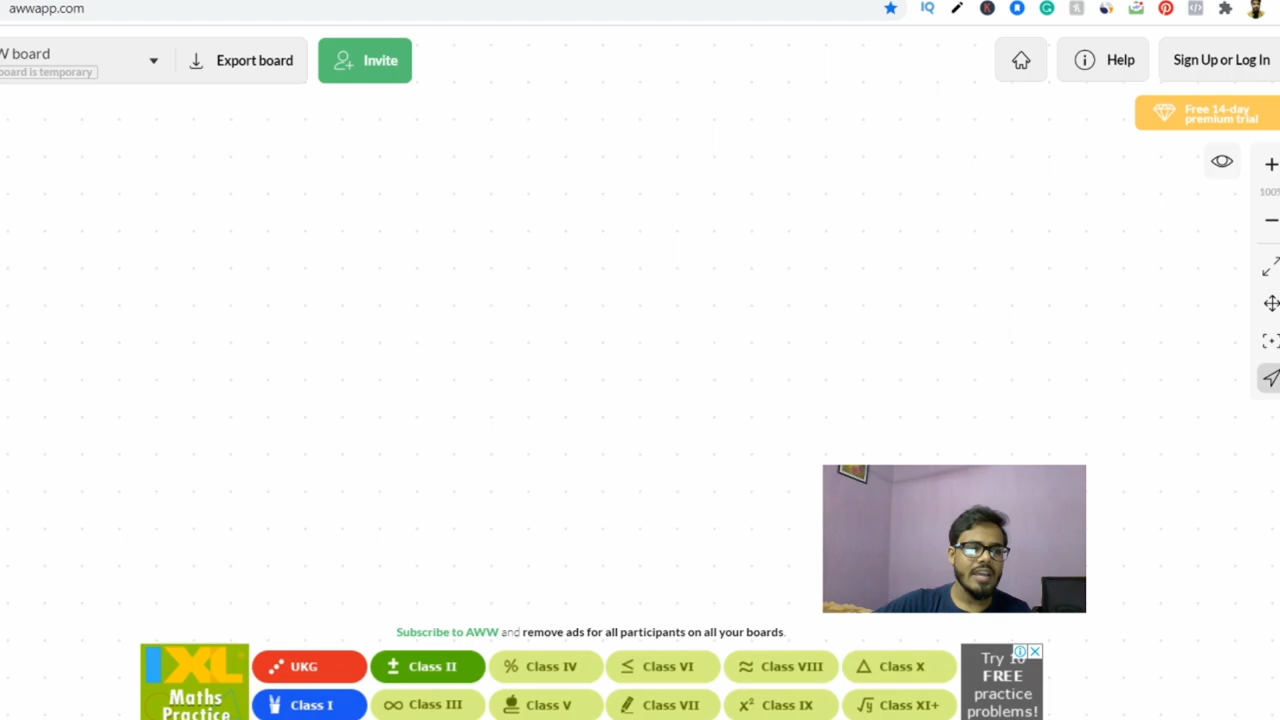 awwapp.com
W board
board is temporary
Export board
Invite
Help
Sign Up or Log In
Free 14-day
premium trial
100%
Subscribe to AWW and remove ads for all participants on all your boards.
IXL
Maths
Practice
UKG
Class II
Class IV
Class VI
Class VIII
Class X
Class I
Class III
Class V
Class VII
Class IX
Class XI+
Try 10
FREE
practice
problems!